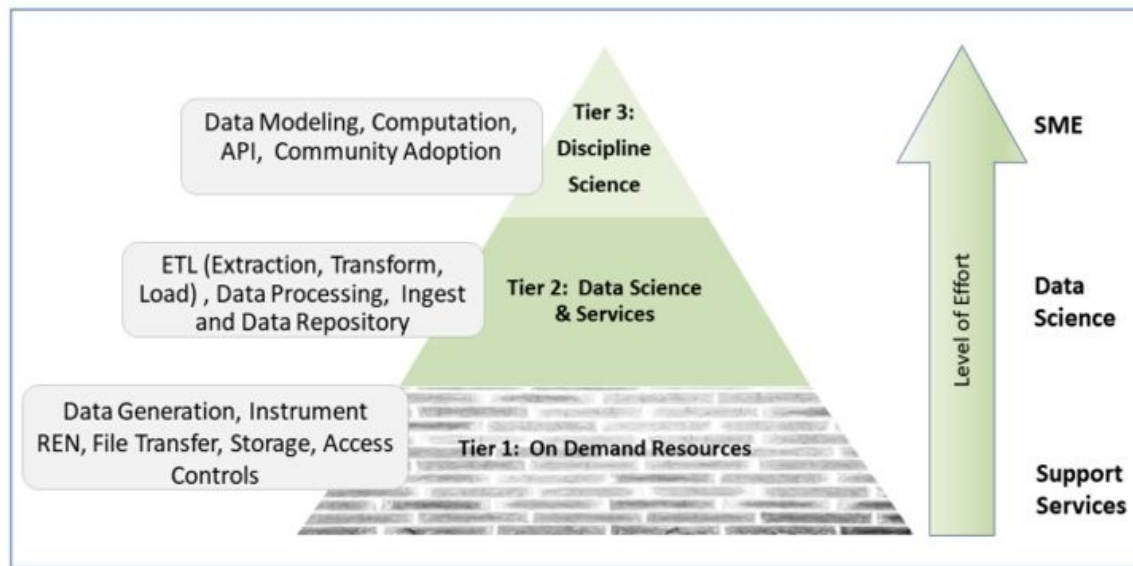 Data Modeling, Computation,
API, Community Adoption
Tier 3:
Discipline
Science
SME
ETL (Extraction, Transform,
Load) , Data Processing, Ingest
and Data Repository
Tier 2: Data Science
& Services
Level of Effort
Data
Science
Data Generation, Instrument
REN, File Transfer, Storage, Access
Controls
Tier 1: On Demand Resources
Support
Services